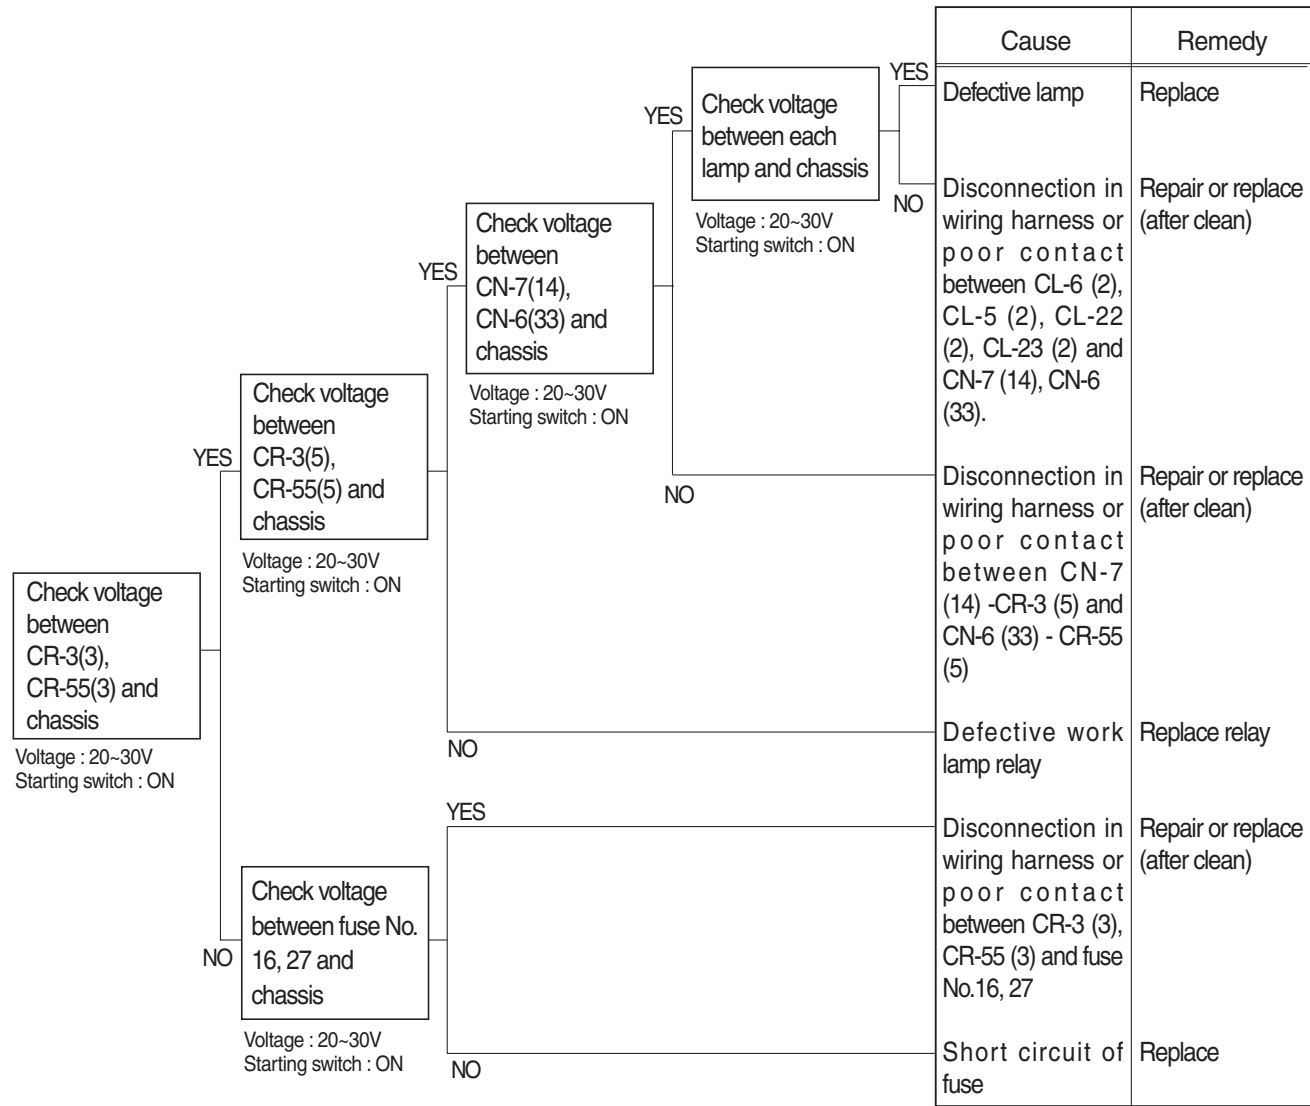 Cause
Remedy
YES
Defective lamp
Replace
YES
Check voltage
between each
lamp and chassis
NO
Voltage : 20~30V
Starting switch : ON
Disconnection in
wiring harness or
poor contact
between CL-6 (2),
CL-5 (2), CL-22
(2), CL-23 (2) and
CN-7 (14), CN-6
(33).
Repair or replace
(after clean)
YES
Check voltage
between
CN-7(14),
CN-6(33) and
chassis
Voltage : 20~30V
Starting switch : ON
NO
Disconnection in
wiring harness or
poor contact
between CN-7
(14) -CR-3 (5) and
CN-6 (33) - CR-55
(5)
Repair or replace
(after clean)
YES
Check voltage
between
CR-3(5),
CR-55(5) and
chassis
Voltage : 20~30V
Starting switch : ON
Check voltage
between
CR-3(3),
CR-55(3) and
chassis
Voltage : 20~30V
Starting switch : ON
NO
Defective work
lamp relay
Replace relay
YES
Disconnection in
wiring harness or
poor contact
between CR-3 (3),
CR-55 (3) and fuse
No.16, 27
Repair or replace
(after clean)
NO
Check voltage
between fuse No.
16, 27 and
chassis
Voltage : 20~30V
Starting switch : ON
NO
Short circuit of
fuse
Replace